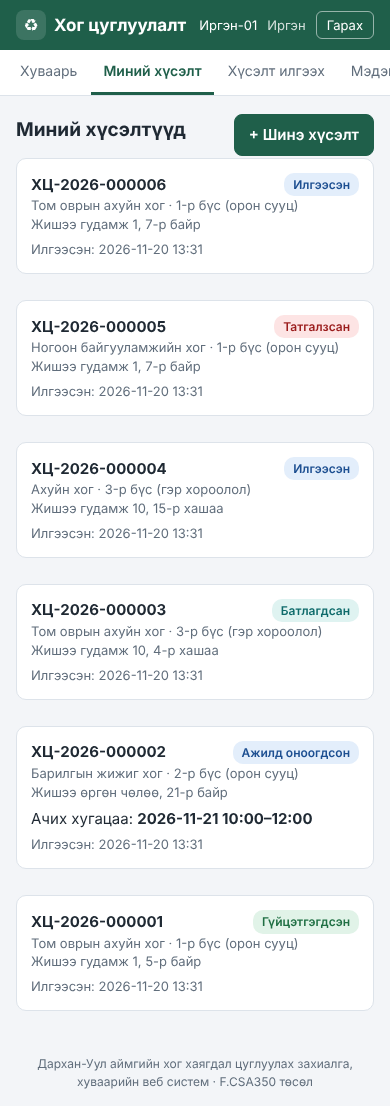 Хог цуглуулалт Иргэн-01 Иргэн Гарах
Хуваарь Миний хүсэлт Хүсэлт илгээх Мэдэ
Миний хүсэлтүүд + Шинэ хүсэлт
ХЦ-2026-000006 Илгээсэн
Том оврын ахуйн хог · 1-р бүс (орон сууц)
Жишээ гудамж 1, 7-р байр
Илгээсэн: 2026-11-20 13:31
ХЦ-2026-000005 Татгалзсан
Ногоон байгууламжийн хог · 1-р бүс (орон сууц)
Жишээ гудамж 1, 7-р байр
Илгээсэн: 2026-11-20 13:31
ХЦ-2026-000004 Илгээсэн
Ахуйн хог · 3-р бүс (гэр хороолол)
Жишээ гудамж 10, 15-р хашаа
Илгээсэн: 2026-11-20 13:31
ХЦ-2026-000003 Батлагдсан
Том оврын ахуйн хог · 3-р бүс (гэр хороолол)
Жишээ гудамж 10, 4-р хашаа
Илгээсэн: 2026-11-20 13:31
ХЦ-2026-000002 Ажилд оноогдсон
Барилгын жижиг хог · 2-р бүс (орон сууц)
Жишээ өргөн чөлөө, 21-р байр
Ачих хугацаа: 2026-11-21 10:00–12:00
Илгээсэн: 2026-11-20 13:31
ХЦ-2026-000001 Гүйцэтгэгдсэн
Том оврын ахуйн хог · 1-р бүс (орон сууц)
Жишээ гудамж 1, 5-р байр
Илгээсэн: 2026-11-20 13:31
Дархан-Уул аймгийн хог хаягдал цуглуулах захиалга,
хуваарийн веб систем · F.CSA350 төсөл